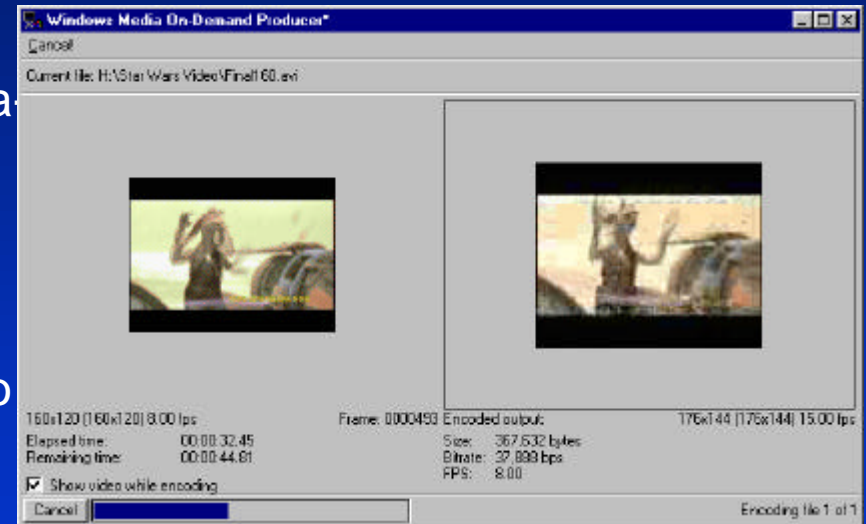 Windows Media On-Demand Producer*
Cancel
Current file: H:\Star Wars Video\Final160.avi
a-
o
160x120 (160x120) 8.00 fps
Frame: 0000493
Encoded output:
176x144 (176x144) 15.00 fps
Elapsed time: 00:00:32.45
Size: 367,632 bytes
Remaining time: 00:00:44.81
Bitrate: 37,888 bps
FPS: 8.00
Show video while encoding
Cancel
Encoding file 1 of 1